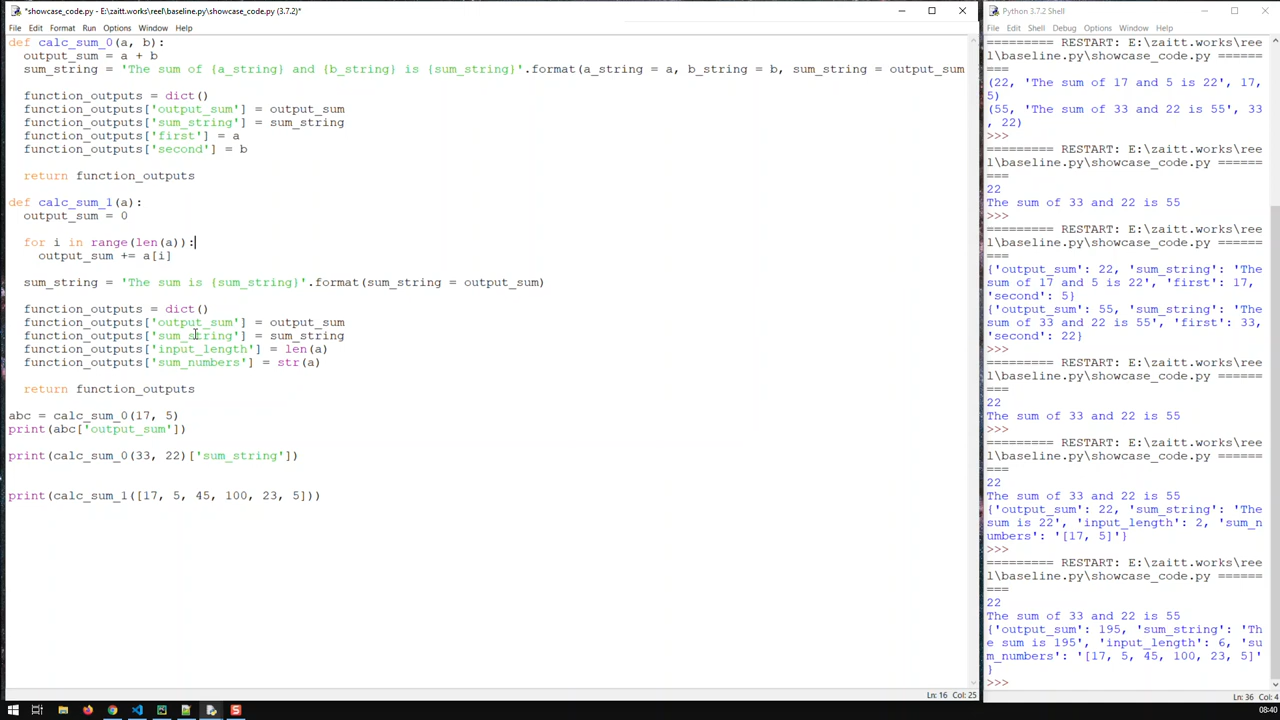 *showcase_code.py - E:\zaitt.works\reel\baseline.py\showcase_code.py (3.7.2)*
File Edit Format Run Options Window Help
def calc_sum_0(a, b):
  output_sum = a + b
  sum_string = 'The sum of {a_string} and {b_string} is {sum_string}'.format(a_string = a, b_string = b, sum_string = output_sum
  function_outputs = dict()
  function_outputs['output_sum'] = output_sum
  function_outputs['sum_string'] = sum_string
  function_outputs['first'] = a
  function_outputs['second'] = b
  return function_outputs
def calc_sum_1(a):
  output_sum = 0
  for i in range(len(a)):
    output_sum += a[i]
  sum_string = 'The sum is {sum_string}'.format(sum_string = output_sum)
  function_outputs = dict()
  function_outputs['output_sum'] = output_sum
  function_outputs['sum_string'] = sum_string
  function_outputs['input_length'] = len(a)
  function_outputs['sum_numbers'] = str(a)
  return function_outputs
abc = calc_sum_0(17, 5)
print(abc['output_sum'])
print(calc_sum_0(33, 22)['sum_string'])
print(calc_sum_1([17, 5, 45, 100, 23, 5]))
Ln: 16 Col: 25
Python 3.7.2 Shell
File Edit Shell Debug Options Window Help
========= RESTART: E:\zaitt.works\ree
l\baseline.py\showcase_code.py ======
===
(22, 'The sum of 17 and 5 is 22', 17,
5)
(55, 'The sum of 33 and 22 is 55', 33
, 22)
>>>
========= RESTART: E:\zaitt.works\ree
l\baseline.py\showcase_code.py ======
===
22
The sum of 33 and 22 is 55
>>>
========= RESTART: E:\zaitt.works\ree
l\baseline.py\showcase_code.py ======
===
{'output_sum': 22, 'sum_string': 'The
sum of 17 and 5 is 22', 'first': 17,
'second': 5}
{'output_sum': 55, 'sum_string': 'The
sum of 33 and 22 is 55', 'first': 33,
'second': 22}
>>>
========= RESTART: E:\zaitt.works\ree
l\baseline.py\showcase_code.py ======
===
22
The sum of 33 and 22 is 55
>>>
========= RESTART: E:\zaitt.works\ree
l\baseline.py\showcase_code.py ======
===
22
The sum of 33 and 22 is 55
{'output_sum': 22, 'sum_string': 'The
sum is 22', 'input_length': 2, 'sum_n
umbers': '[17, 5]'}
>>>
========= RESTART: E:\zaitt.works\ree
l\baseline.py\showcase_code.py ======
===
22
The sum of 33 and 22 is 55
{'output_sum': 195, 'sum_string': 'Th
e sum is 195', 'input_length': 6, 'su
m_numbers': '[17, 5, 45, 100, 23, 5]'
}
>>>
Ln: 36 Col: 4
08:40